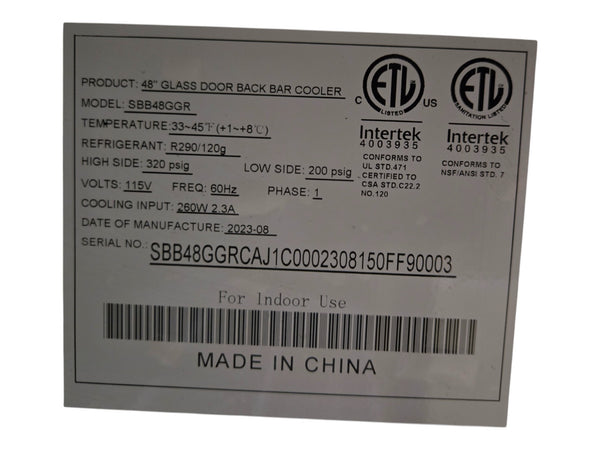 PRODUCT: 48" GLASS DOOR BACK BAR COOLER
MODEL: SBB48GGR
TEMPERATURE: 33~45℉(+1~+8℃)
REFRIGERANT: R290/120g
HIGH SIDE: 320 psig LOW SIDE: 200 psig
VOLTS: 115V FREQ: 60Hz PHASE: 1
COOLING INPUT: 260W 2.3A
DATE OF MANUFACTURE: 2023-08
SERIAL NO.: SBB48GGRCAJ1C0002308150FF90003
C ETL LISTED US
Intertek
4003935
CONFORMS TO
UL STD.471
CERTIFIED TO
CSA STD.C22.2
NO.120
ETL SANITATION LISTED
Intertek
4003935
CONFORMS TO
NSF/ANSI STD. 7
For Indoor Use
MADE IN CHINA